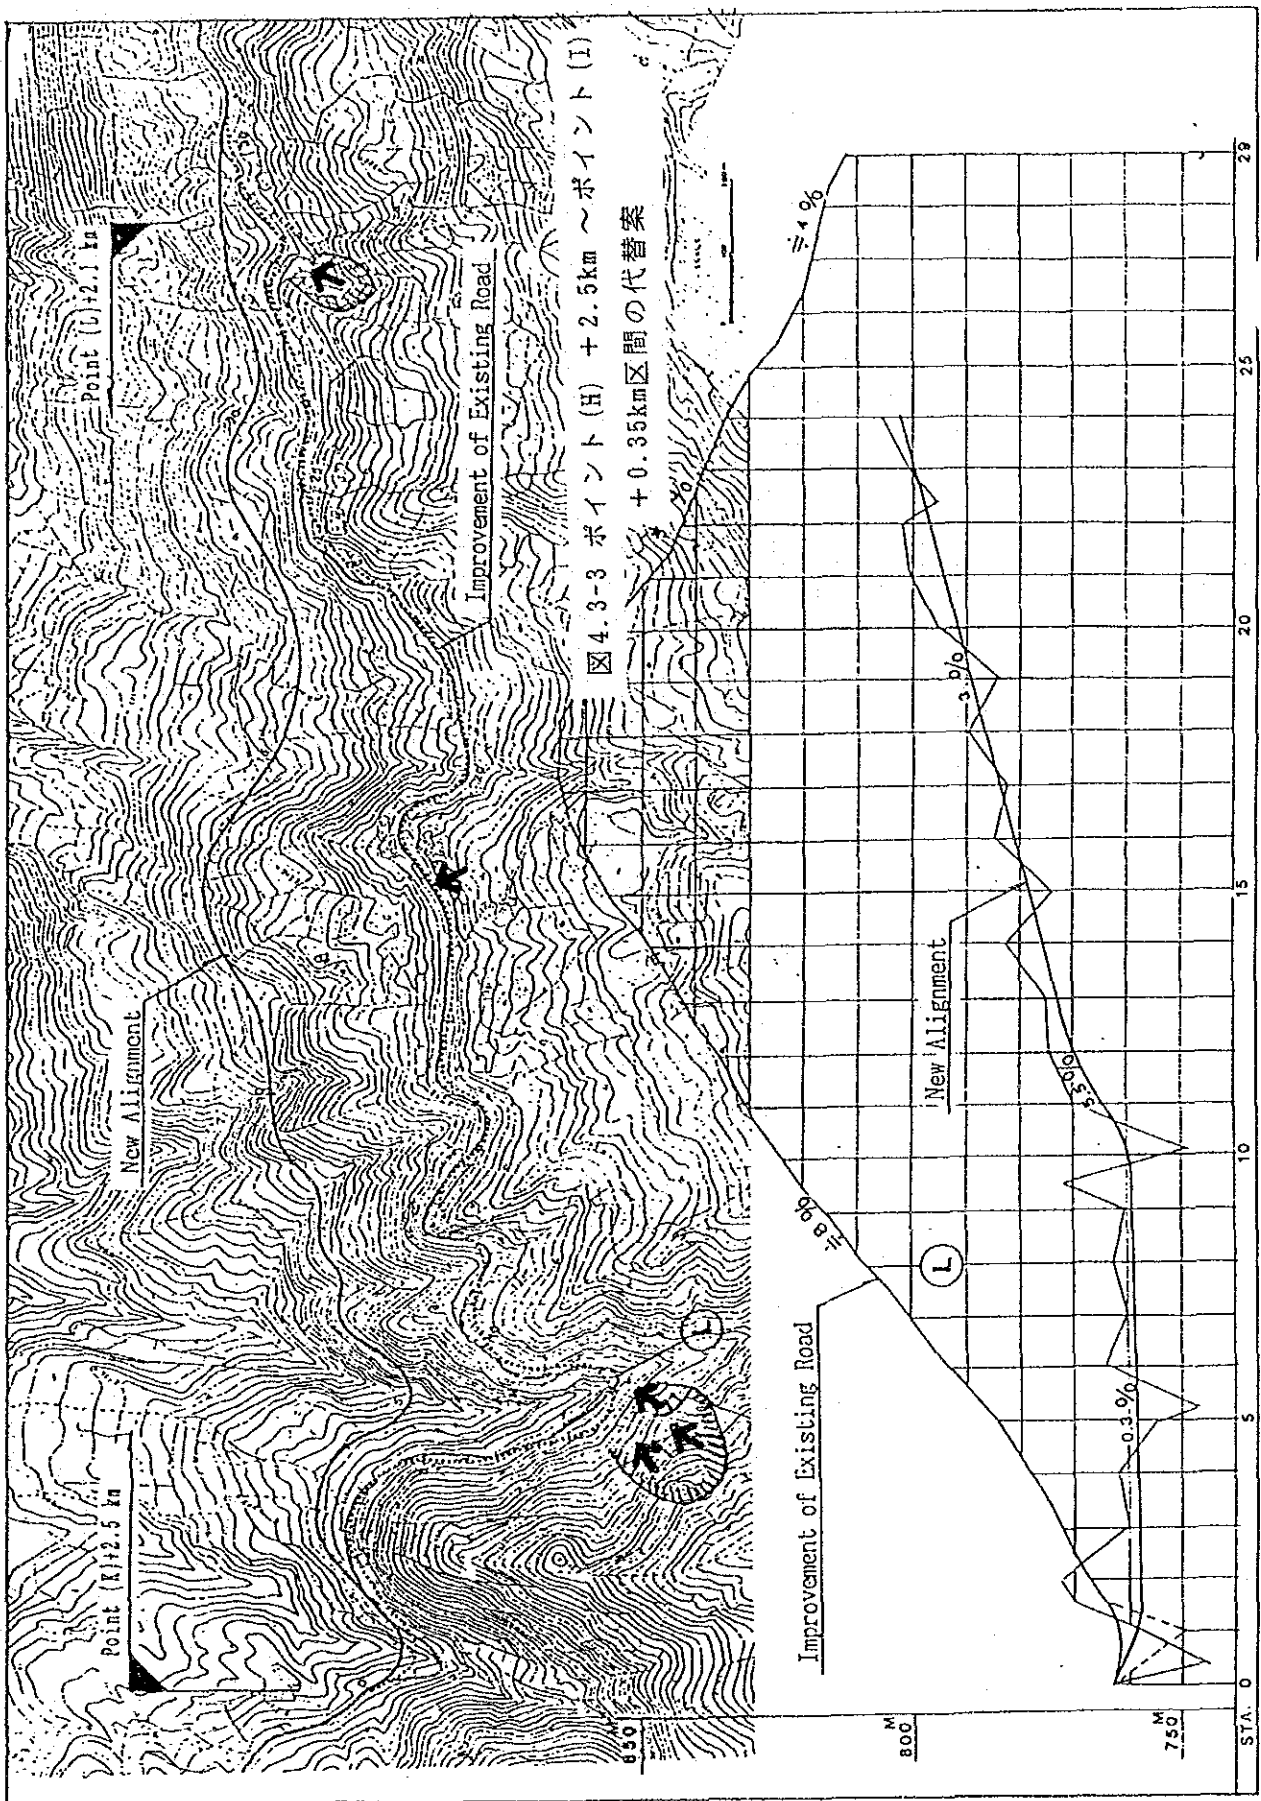 Point (K)+2.5 km
New Alignment
Point (L)+2.1 km
Improvement of Existing Road
図4.3-3 ポイント(H) +2.5km ~ポイント(I)
+0.35km区間の代替案
L
Improvement of Existing Road
≒8%
≒1%
L
New Alignment
0.3%
5.5%
3.%
M
850
M
800
M
750
STA. 0 5 10 15 20 25 29